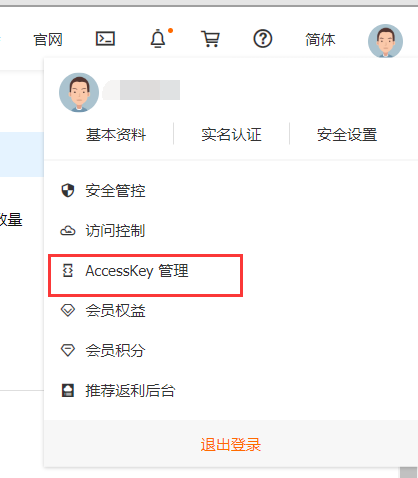 官网 简体
基本资料 实名认证 安全设置
安全管控
数量
访问控制
AccessKey 管理
会员权益
会员积分
推荐返利后台
退出登录